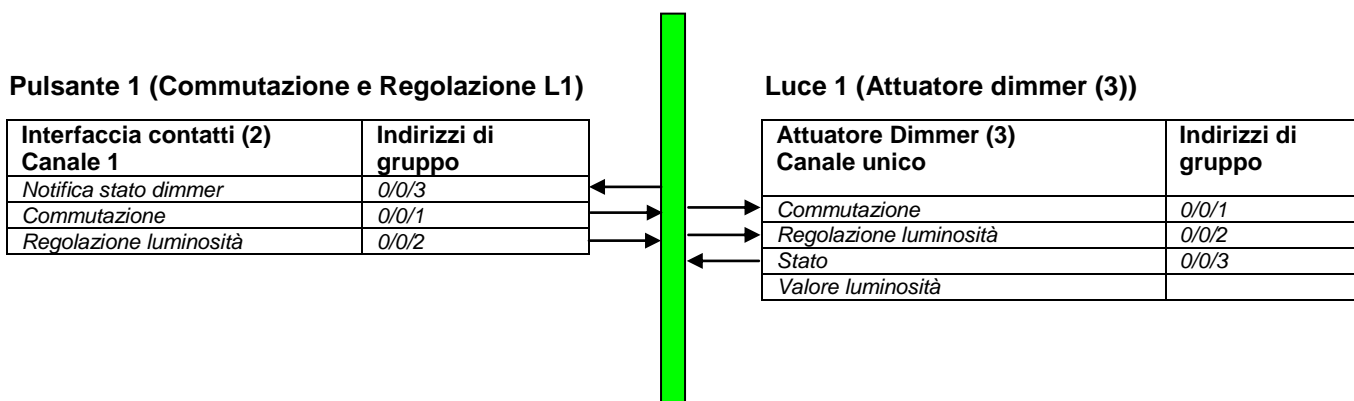 Pulsante 1 (Commutazione e Regolazione L1)
Interfaccia contatti (2) Indirizzi di
Canale 1 gruppo
Notifica stato dimmer 0/0/3
Commutazione 0/0/1
Regolazione luminosità 0/0/2
Luce 1 (Attuatore dimmer (3))
Attuatore Dimmer (3) Indirizzi di
Canale unico gruppo
Commutazione 0/0/1
Regolazione luminosità 0/0/2
Stato 0/0/3
Valore luminosità